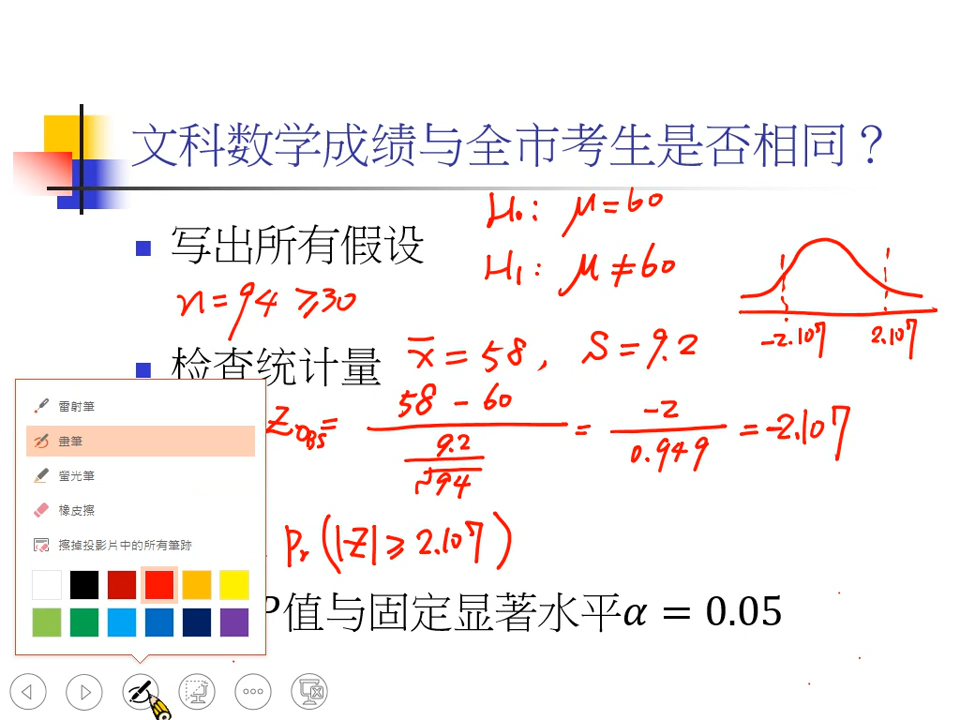 文科数学成绩与全市考生是否相同？
H₀: μ=60
写出所有假设
H₁: μ≠60
n=94 ≥30
-2.107 2.107
检查统计量 x̄=58, S=9.2
Z_OBS = (58-60)/(9.2/√94) = -2/0.949 = -2.107
Pr(|Z|≥2.107)
P值与固定显著水平α = 0.05
雷射筆
畫筆
螢光筆
橡皮擦
擦掉投影片中的所有筆跡